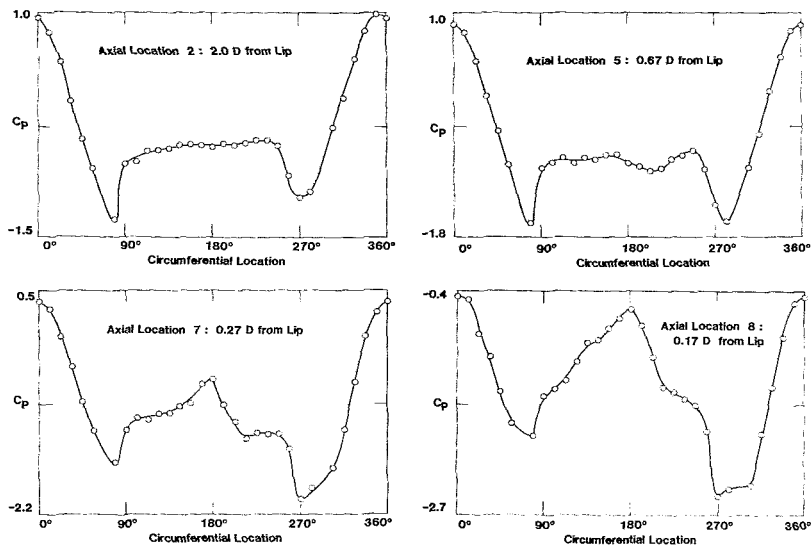 1.0
Axial Location 2 : 2.0 D from Lip
CP
-1.5
0° 90° 180° 270° 360°
Circumferential Location
1.0
Axial Location 5 : 0.67 D from Lip
CP
-1.8
0° 90° 180° 270° 360°
Circumferential Location
0.5
Axial Location 7 : 0.27 D from Lip
CP
-2.2
0° 90° 180° 270° 360°
Circumferential Location
-0.4
Axial Location 8 :
0.17 D from Lip
CP
-2.7
0° 90° 180° 270° 360°
Circumferential Location